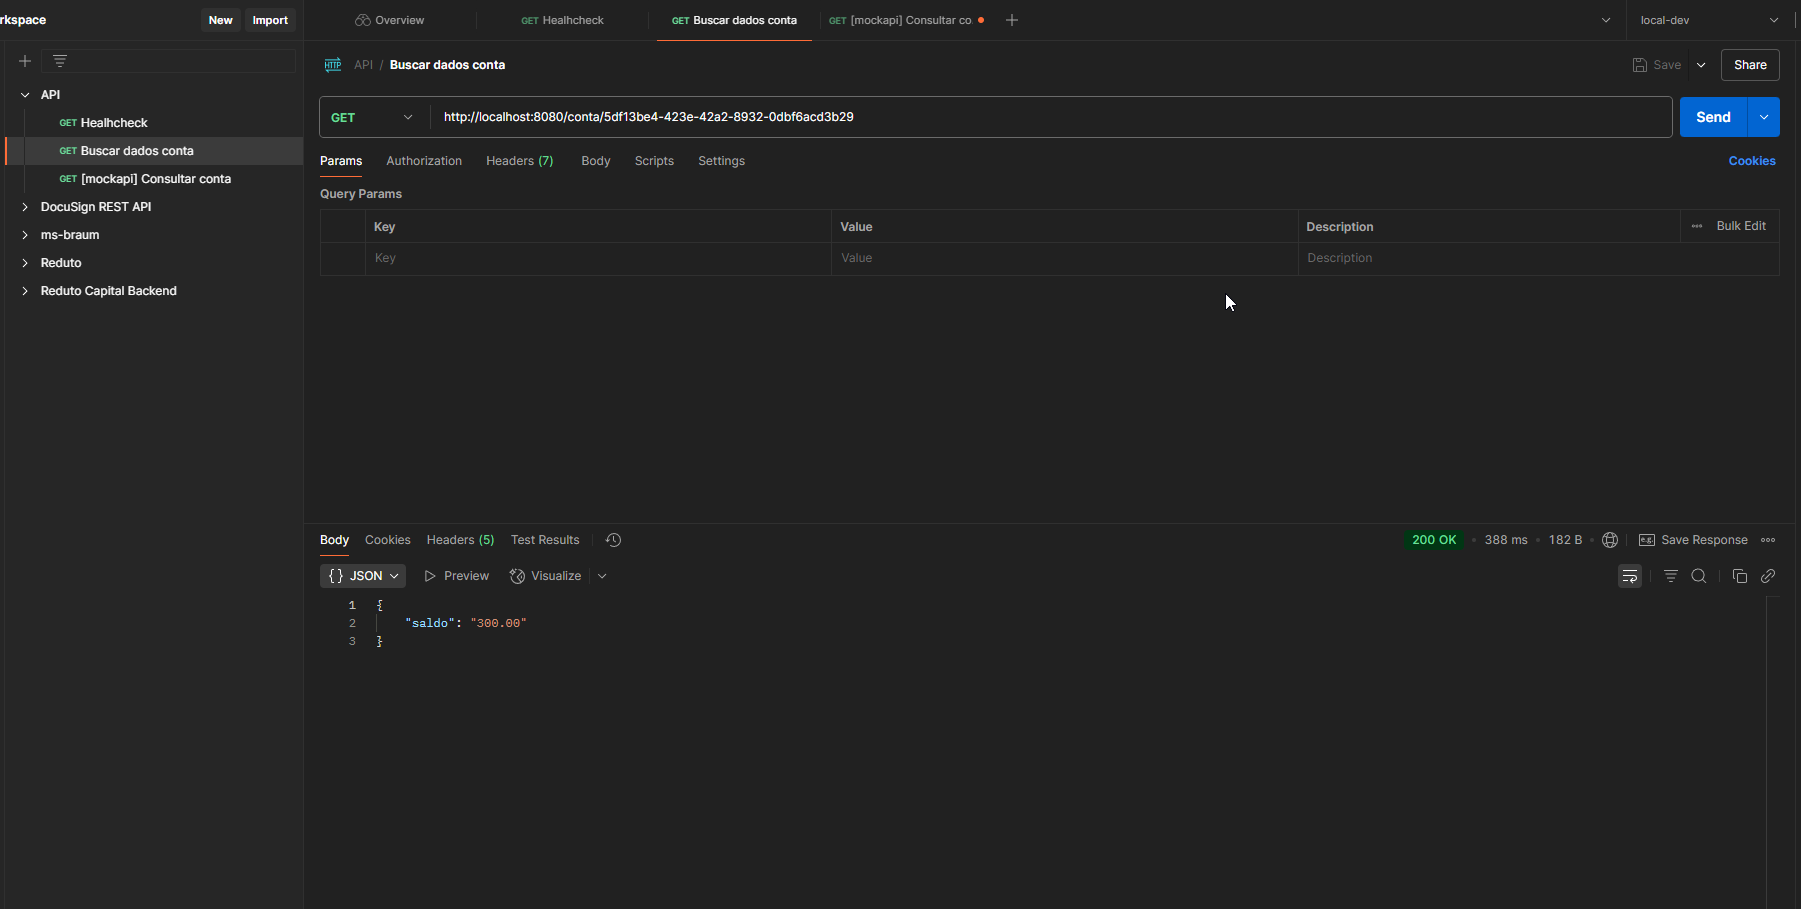 rkspace
New
Import
Overview
GET Healhcheck
GET Buscar dados conta
GET [mockapi] Consultar co
local-dev
HTTP API / Buscar dados conta
Save
Share
API
GET Healhcheck
GET Buscar dados conta
GET [mockapi] Consultar conta
DocuSign REST API
ms-braum
Reduto
Reduto Capital Backend
GET
http://localhost:8080/conta/5df13be4-423e-42a2-8932-0dbf6acd3b29
Send
Params Authorization Headers (7) Body Scripts Settings
Cookies
Query Params
Key Value Description Bulk Edit
Key Value Description
Body Cookies Headers (5) Test Results
200 OK • 388 ms • 182 B
e.g. Save Response
{} JSON Preview Visualize
1 {
2 "saldo": "300.00"
3 }